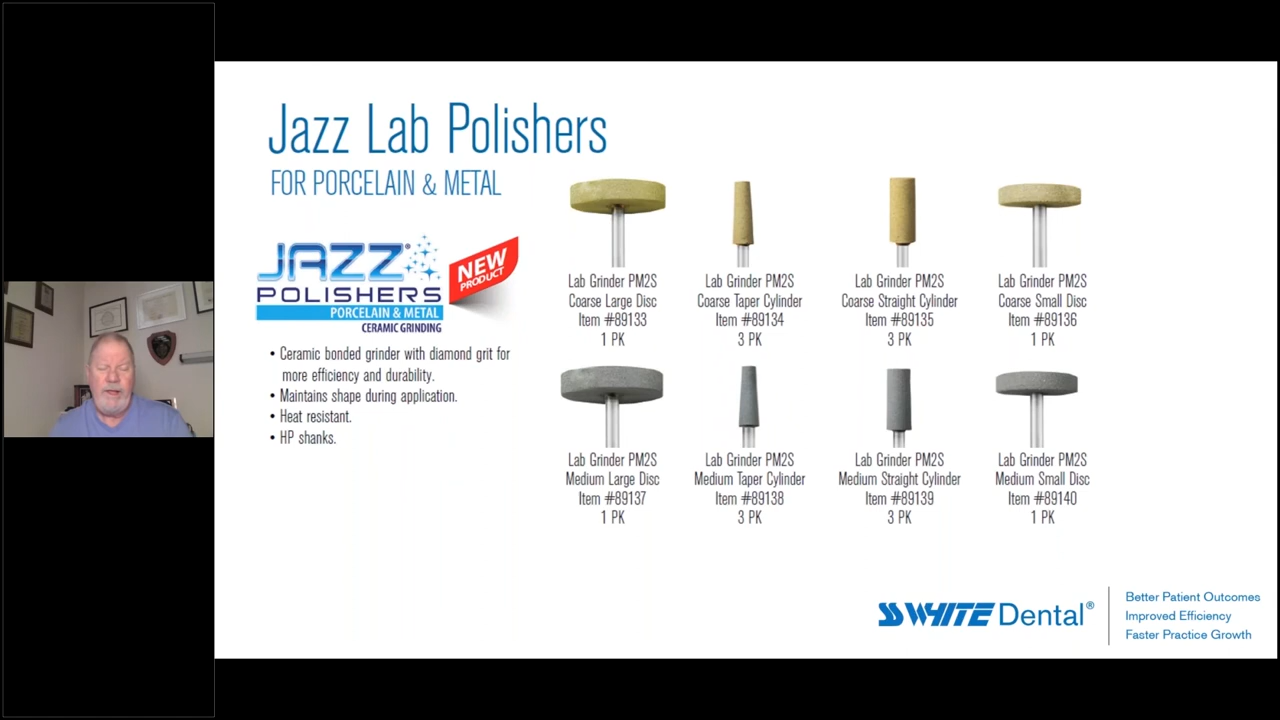 Jazz Lab Polishers
FOR PORCELAIN & METAL
JAZZ®
POLISHERS
PORCELAIN & METAL
CERAMIC GRINDING
NEW
PRODUCT
• Ceramic bonded grinder with diamond grit for
more efficiency and durability.
• Maintains shape during application.
• Heat resistant.
• HP shanks.
Lab Grinder PM2S
Coarse Large Disc
Item #89133
1 PK
Lab Grinder PM2S
Coarse Taper Cylinder
Item #89134
3 PK
Lab Grinder PM2S
Coarse Straight Cylinder
Item #89135
3 PK
Lab Grinder PM2S
Coarse Small Disc
Item #89136
1 PK
Lab Grinder PM2S
Medium Large Disc
Item #89137
1 PK
Lab Grinder PM2S
Medium Taper Cylinder
Item #89138
3 PK
Lab Grinder PM2S
Medium Straight Cylinder
Item #89139
3 PK
Lab Grinder PM2S
Medium Small Disc
Item #89140
1 PK
SSWHITE Dental®
Better Patient Outcomes
Improved Efficiency
Faster Practice Growth